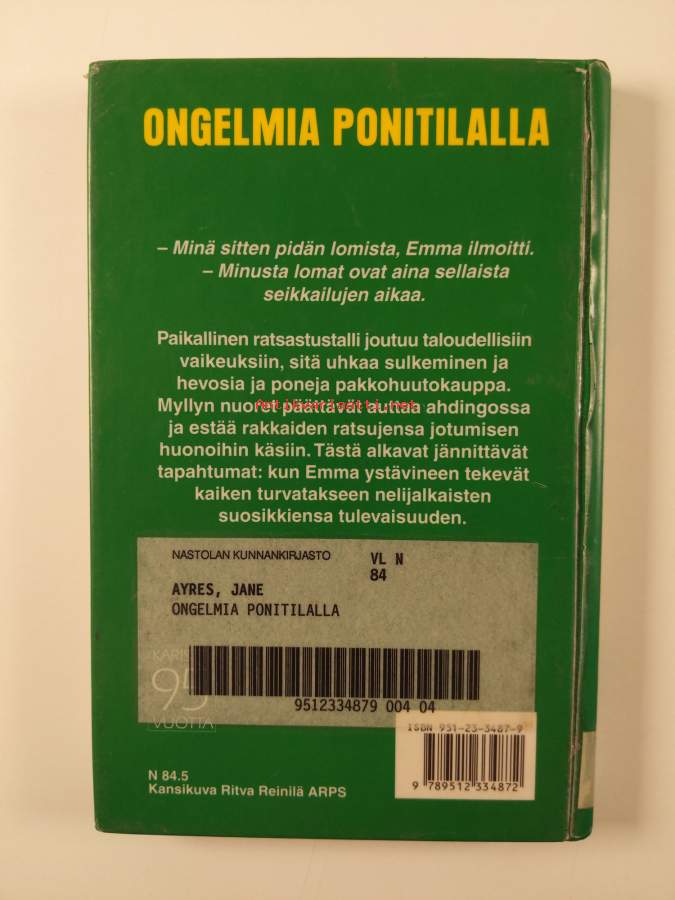 ONGELMIA PONITILALLA
– Minä sitten pidän lomista, Emma ilmoitti.
– Minusta lomat ovat aina sellaista
seikkailujen aikaa.
Paikallinen ratsastustalli joutuu taloudellisiin
vaikeuksiin, sitä uhkaa sulkeminen ja
hevosia ja poneja pakkohuutokauppa.
Antikvariaatti.net
Myllyn nuoret päättävät auttaa ahdingossa
ja estää rakkaiden ratsujensa jotumisen
huonoihin käsiin. Tästä alkavat jännittävät
tapahtumat: kun Emma ystävineen tekevät
kaiken turvatakseen nelijalkaisten
suosikkiensa tulevaisuuden.
NASTOLAN KUNNANKIRJASTO VL N
84
AYRES, JANE
ONGELMIA PONITILALLA
95
VUOTTA
9512334879 004 04
ISBN 951-23-3487-9
9 789512 334872
N 84.5
Kansikuva Ritva Reinilä ARPS